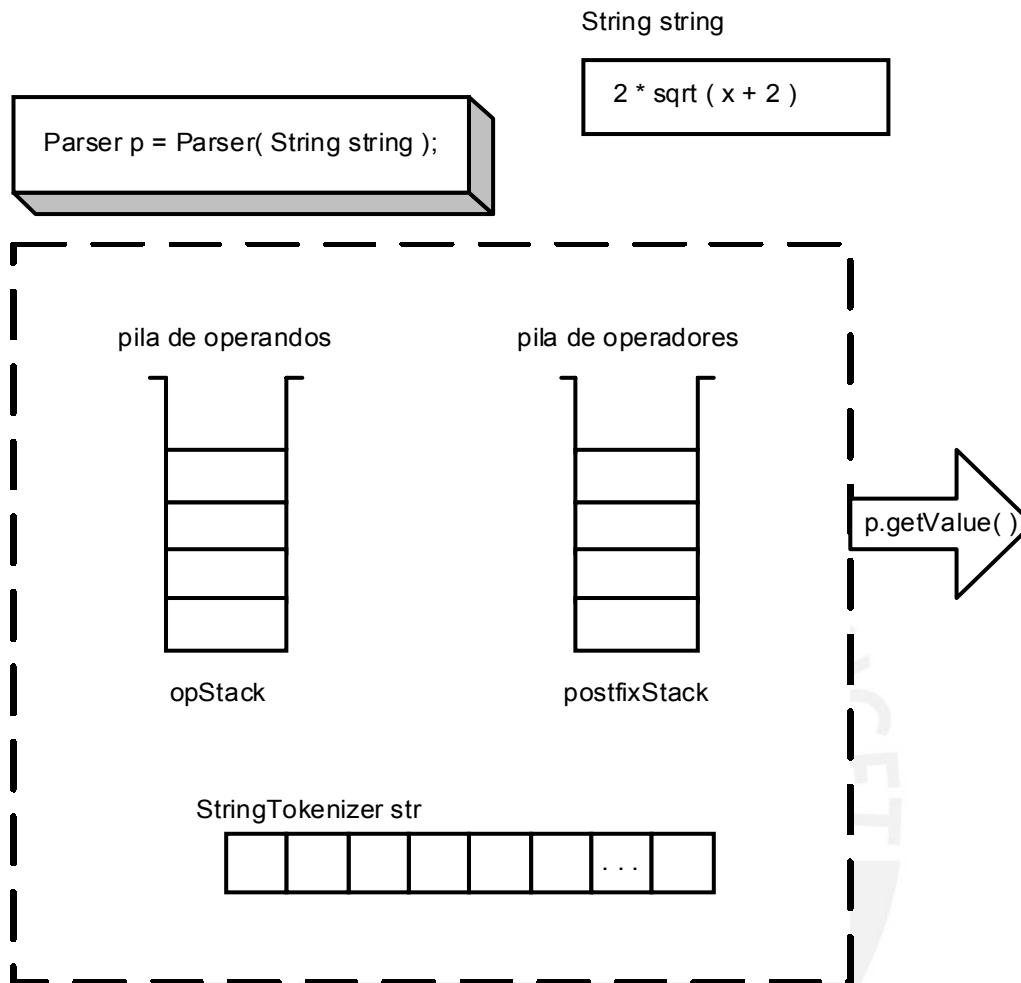 String string
2 * sqrt ( x + 2 )
Parser p = Parser( String string );
pila de operandos
pila de operadores
p.getValue( )
opStack
postfixStack
StringTokenizer str
. . .